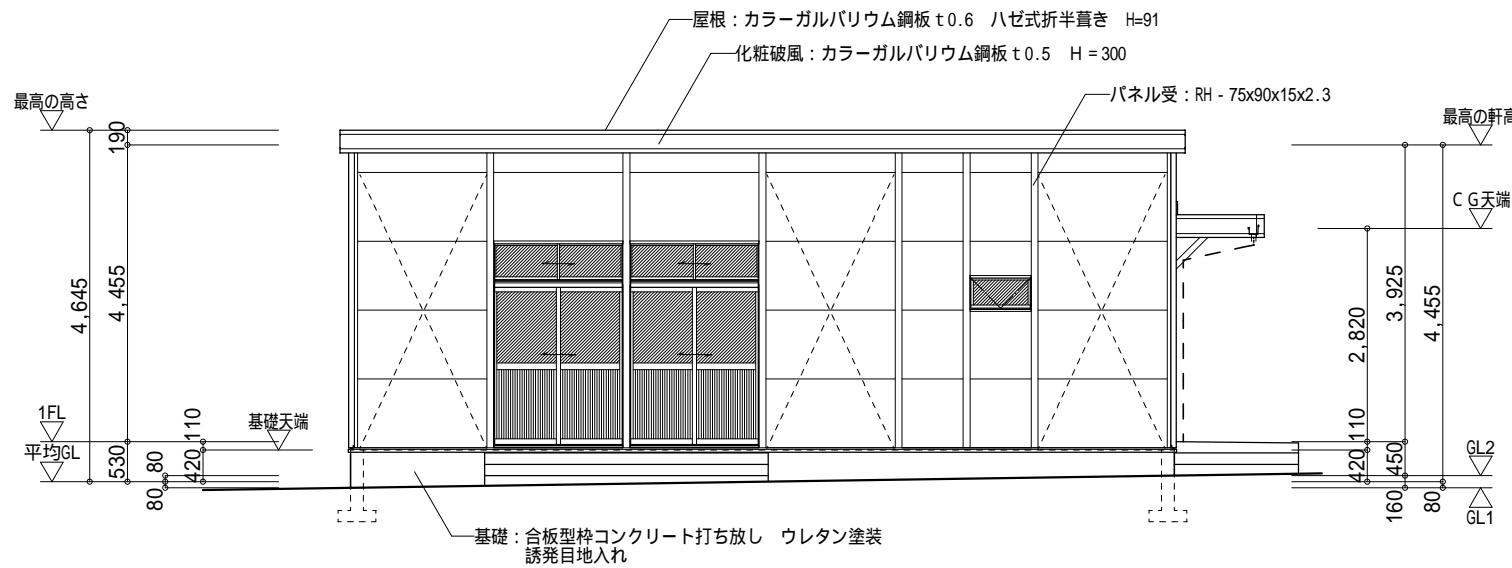 屋根：カラーガルバリウム鋼板 t 0.6　ハゼ式折半葺き　H=91
化粧破風：カラーガルバリウム鋼板 t 0.5　H = 300
パネル受：RH - 75x90x15x2.3
最高の高さ
最高の軒高
190
CG天端
4,645
4,455
2,820
3,925
4,455
1FL
110
基礎天端
平均GL
530
80
420
80
110
420
450
GL2
160
80
GL1
基礎：合板型枠コンクリート打ち放し　ウレタン塗装
誘発目地入れ